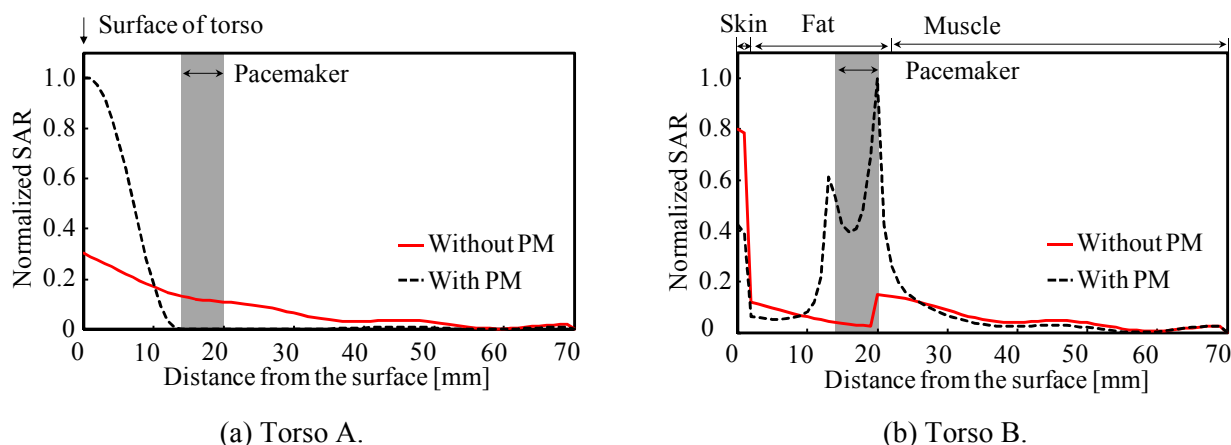 Surface of torso
Pacemaker
Normalized SAR
1.0
0.8
0.6
0.4
0.2
0
Without PM
With PM
0 10 20 30 40 50 60 70
Distance from the surface [mm]
(a) Torso A.
Skin Fat Muscle
Pacemaker
Normalized SAR
1.0
0.8
0.6
0.4
0.2
0
Without PM
With PM
0 10 20 30 40 50 60 70
Distance from the surface [mm]
(b) Torso B.